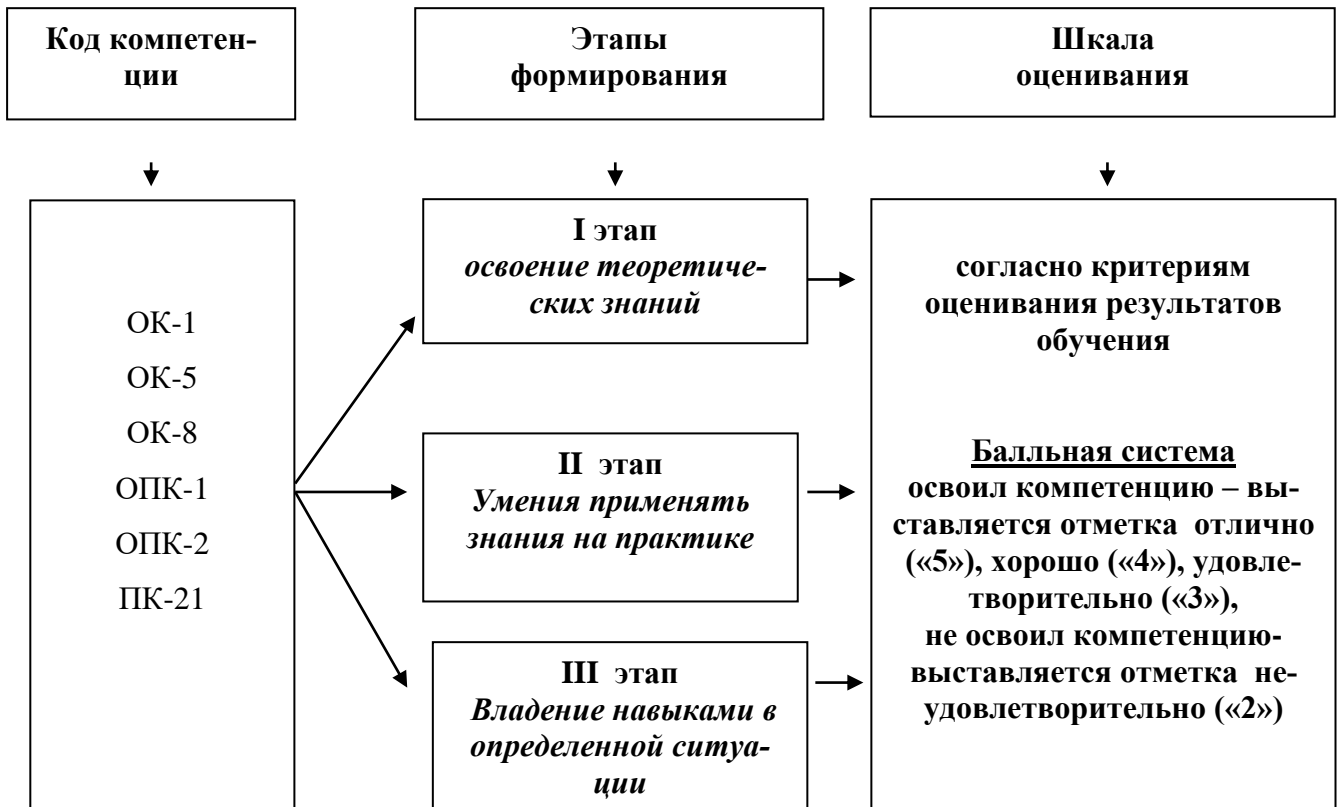 Код компетен-
ции
Этапы
формирования
Шкала
оценивания
ОК-1
ОК-5
ОК-8
ОПК-1
ОПК-2
ПК-21
I этап
освоение теоретиче-
ских знаний
II этап
Умения применять
знания на практике
III этап
Владение навыками в
определенной ситуа-
ции
согласно критериям
оценивания результатов
обучения
Балльная система
освоил компетенцию – вы-
ставляется отметка отлично
(«5»), хорошо («4»), удовле-
творительно («3»),
не освоил компетенцию-
выставляется отметка не-
удовлетворительно («2»)